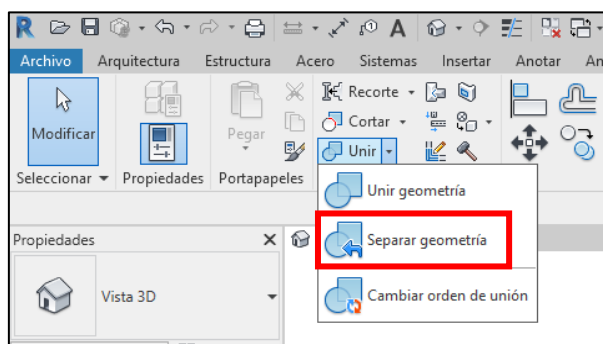 Archivo Arquitectura Estructura Acero Sistemas Insertar Anotar An
Modificar
Pegar
Recorte
Cortar
Unir
Seleccionar Propiedades Portapapeles
Unir geometría
Separar geometría
Cambiar orden de unión
Propiedades
Vista 3D